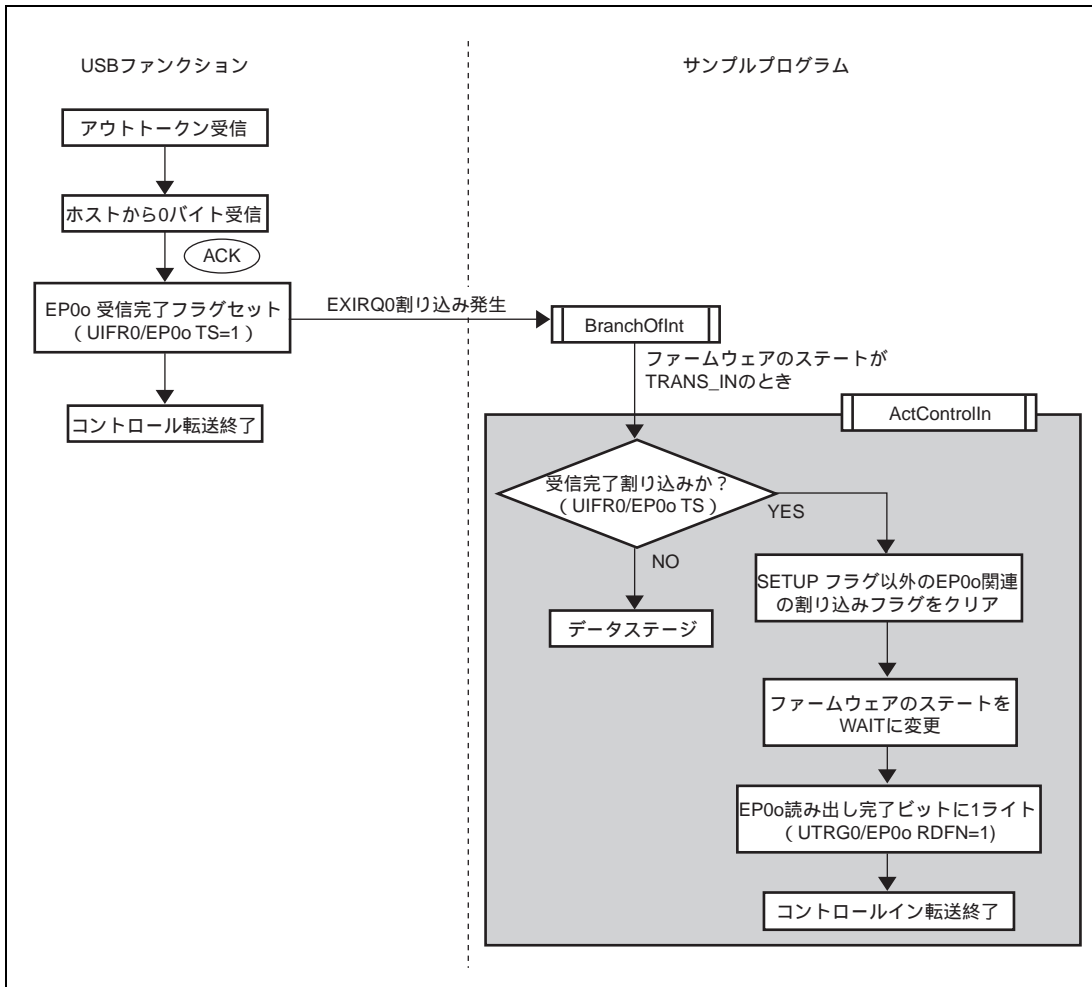 USBファンクション
サンプルプログラム
アウトトークン受信
ホストから0バイト受信
ACK
EP0o 受信完了フラグセット
（UIFR0/EP0o TS=1）
EXIRQ0割り込み発生
コントロール転送終了
BranchOfInt
ファームウェアのステートが
TRANS_INのとき
ActControlIn
受信完了割り込みか？
（UIFR0/EP0o TS）
YES
NO
データステージ
SETUP フラグ以外のEP0o関連
の割り込みフラグをクリア
ファームウェアのステートを
WAITに変更
EP0o読み出し完了ビットに1ライト
（UTRG0/EP0o RDFN=1)
コントロールイン転送終了